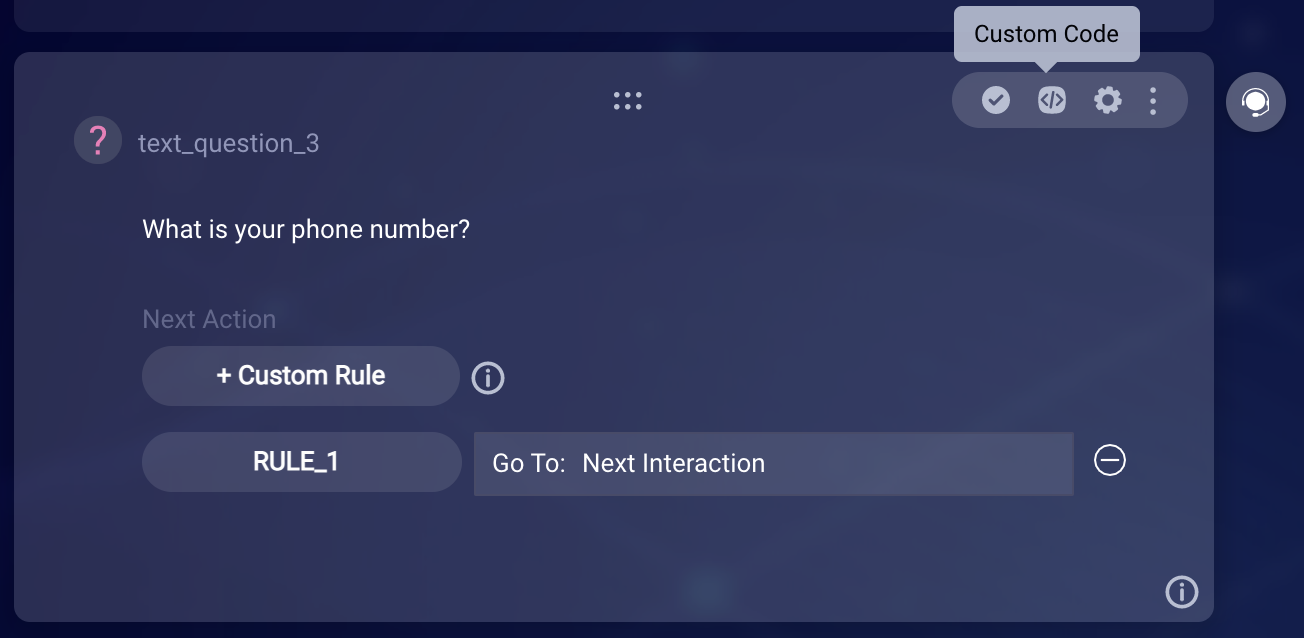 Custom Code
text_question_3
What is your phone number?
Next Action
+ Custom Rule
RULE_1
Go To: Next Interaction